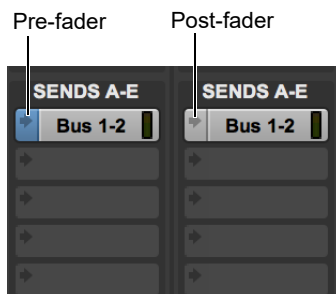 Pre-fader Post-fader
SENDS A-E SENDS A-E
Bus 1-2 Bus 1-2